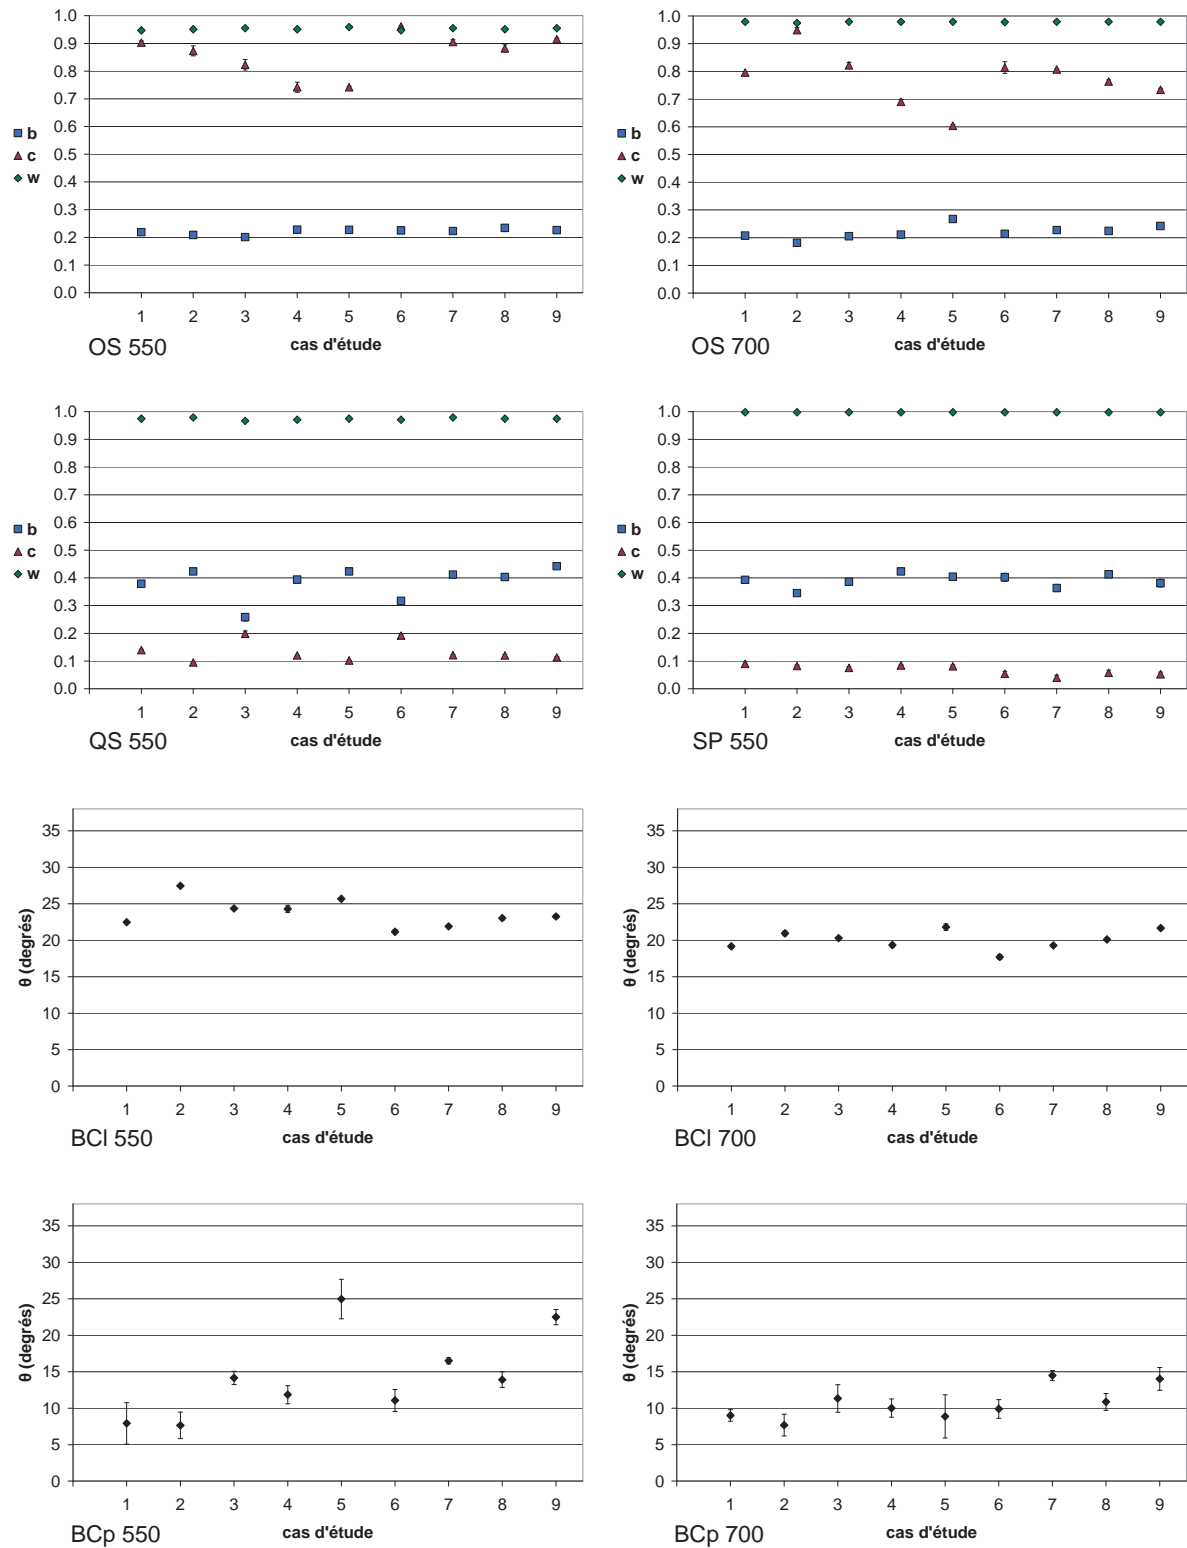 1.0
0.9
0.8
0.7
0.6
0.5
0.4
0.3
0.2
0.1
0.0
b
c
w
1 2 3 4 5 6 7 8 9
OS 550 cas d'étude
1.0
0.9
0.8
0.7
0.6
0.5
0.4
0.3
0.2
0.1
0.0
b
c
w
1 2 3 4 5 6 7 8 9
OS 700 cas d'étude
1.0
0.9
0.8
0.7
0.6
0.5
0.4
0.3
0.2
0.1
0.0
b
c
w
1 2 3 4 5 6 7 8 9
QS 550 cas d'étude
1.0
0.9
0.8
0.7
0.6
0.5
0.4
0.3
0.2
0.1
0.0
b
c
w
1 2 3 4 5 6 7 8 9
SP 550 cas d'étude
θ (degrés)
35
30
25
20
15
10
5
0
1 2 3 4 5 6 7 8 9
BCl 550 cas d'étude
θ (degrés)
35
30
25
20
15
10
5
0
1 2 3 4 5 6 7 8 9
BCl 700 cas d'étude
θ (degrés)
35
30
25
20
15
10
5
0
1 2 3 4 5 6 7 8 9
BCp 550 cas d'étude
θ (degrés)
35
30
25
20
15
10
5
0
1 2 3 4 5 6 7 8 9
BCp 700 cas d'étude